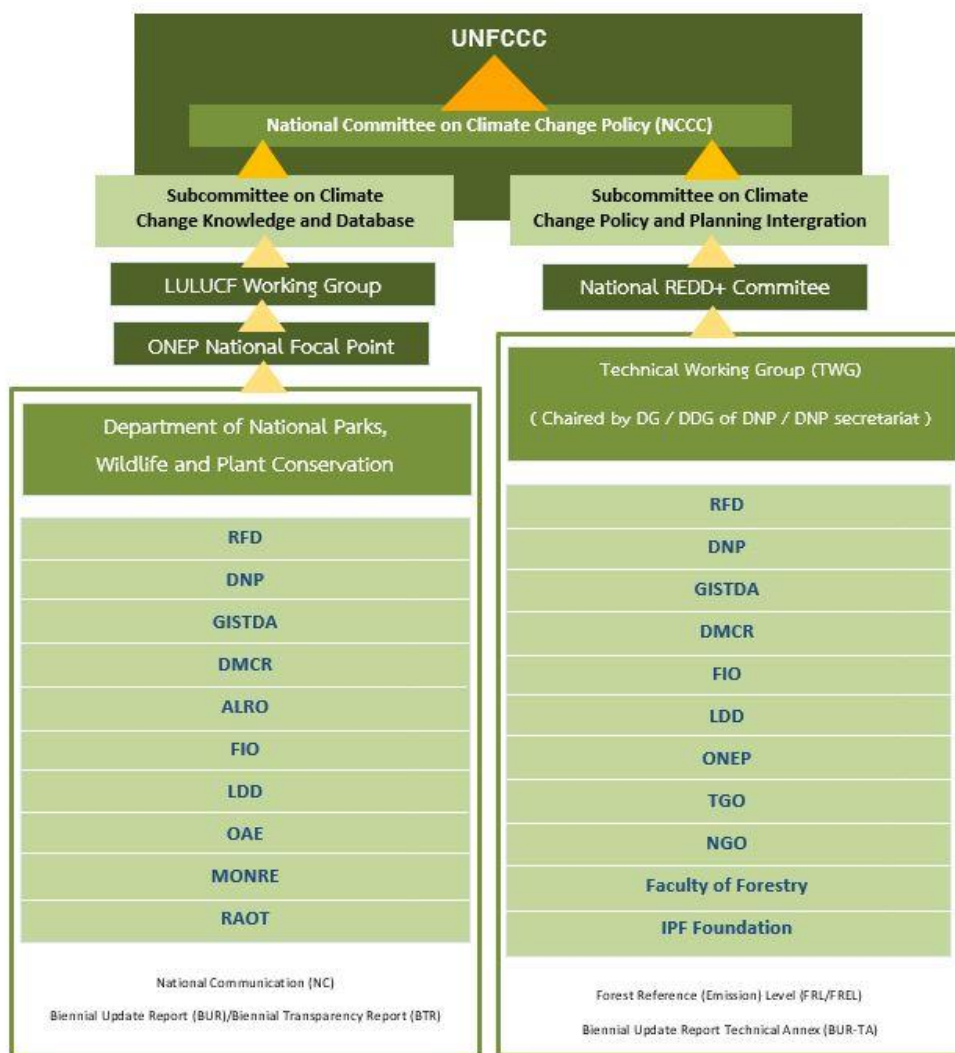 UNFCCC
National Committee on Climate Change Policy (NCCC)
Subcommittee on Climate
Change Knowledge and Database
LULUCF Working Group
ONEP National Focal Point
Department of National Parks,
Wildlife and Plant Conservation
RFD
DNP
GISTDA
DMCR
ALRO
FIO
LDD
OAE
MONRE
RAOT
National Communication (NC)
Biennial Update Report (BUR)/Biennial Transparency Report (BTR)
Subcommittee on Climate
Change Policy and Planning Intergration
National REDD+ Commitee
Technical Working Group (TWG)
( Chaired by DG / DDG of DNP / DNP secretariat )
RFD
DNP
GISTDA
DMCR
FIO
LDD
ONEP
TGO
NGO
Faculty of Forestry
IPF Foundation
Forest Reference (Emission) Level (FRL/FREL)
Biennial Update Report Technical Annex (BUR-TA)